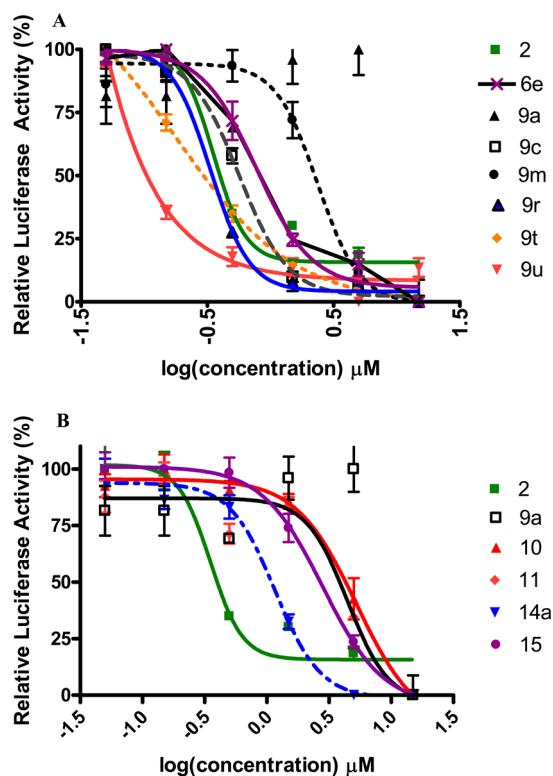 A
Relative Luciferase Activity (%)
100
75
50
25
0
-1.5
-0.5
0.5
1.5
log(concentration) μM
2
6e
9a
9c
9m
9r
9t
9u
B
Relative Luciferase Activity (%)
100
75
50
25
0
-1.5
-1.0
-0.5
0.0
0.5
1.0
1.5
log(concentration) μM
2
9a
10
11
14a
15